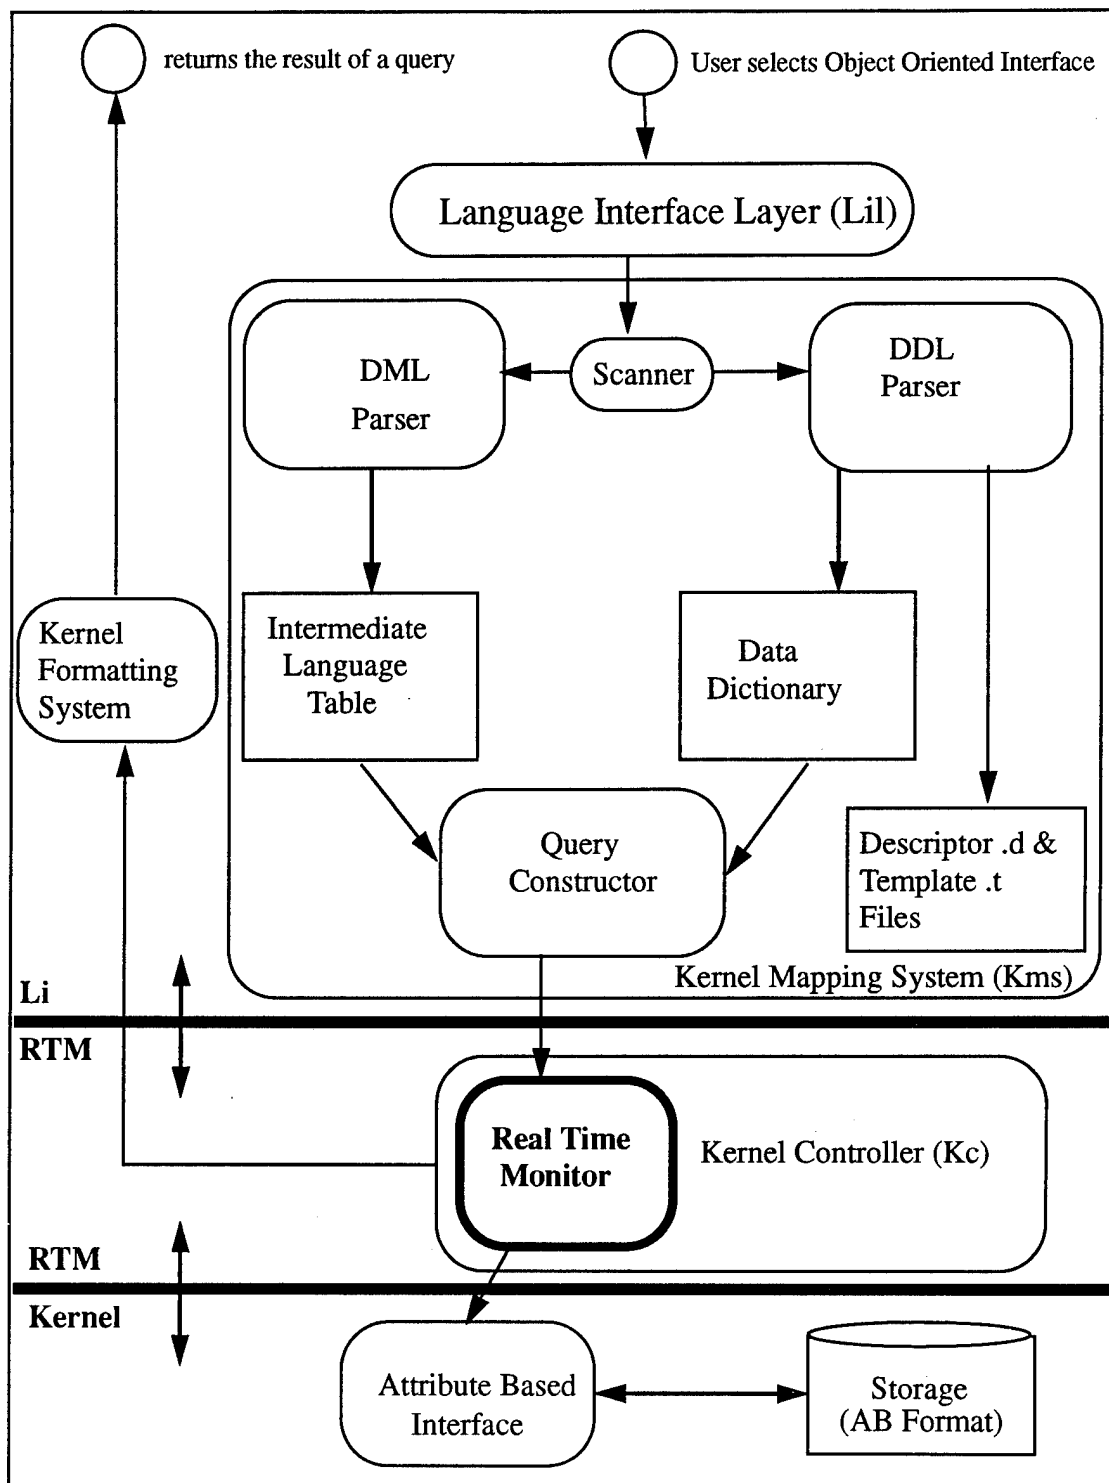 returns the result of a query
User selects Object Oriented Interface
Language Interface Layer (Lil)
DML
Parser
Scanner
DDL
Parser
Kernel
Formatting
System
Intermediate
Language
Table
Data
Dictionary
Query
Constructor
Descriptor .d &
Template .t
Files
Kernel Mapping System (Kms)
Li
RTM
Real Time
Monitor
Kernel Controller (Kc)
RTM
Kernel
Attribute Based
Interface
Storage
(AB Format)